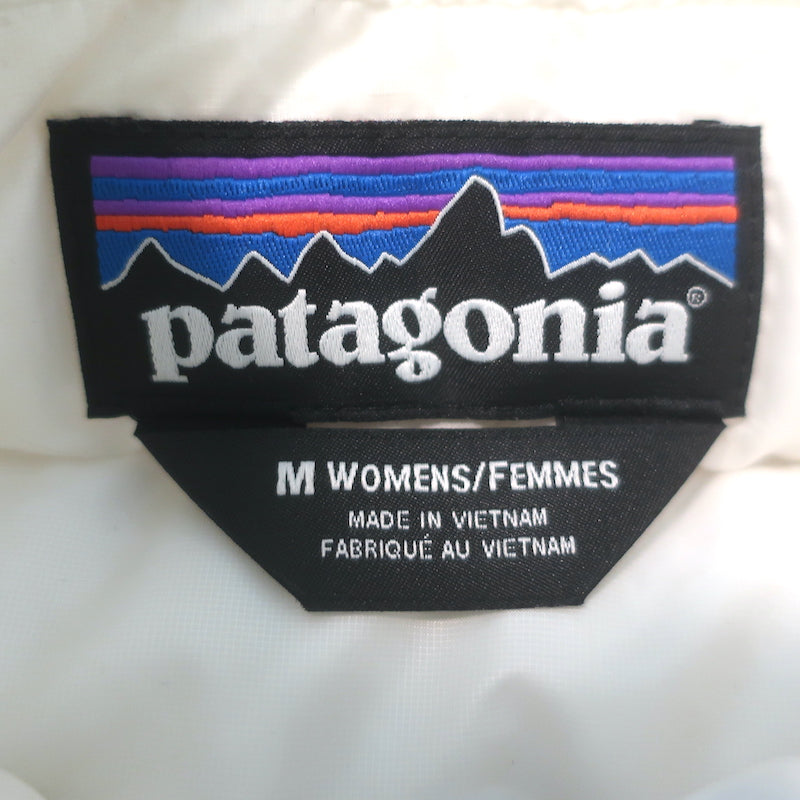 patagonia®
M WOMENS/FEMMES
MADE IN VIETNAM
FABRIQUÉ AU VIETNAM